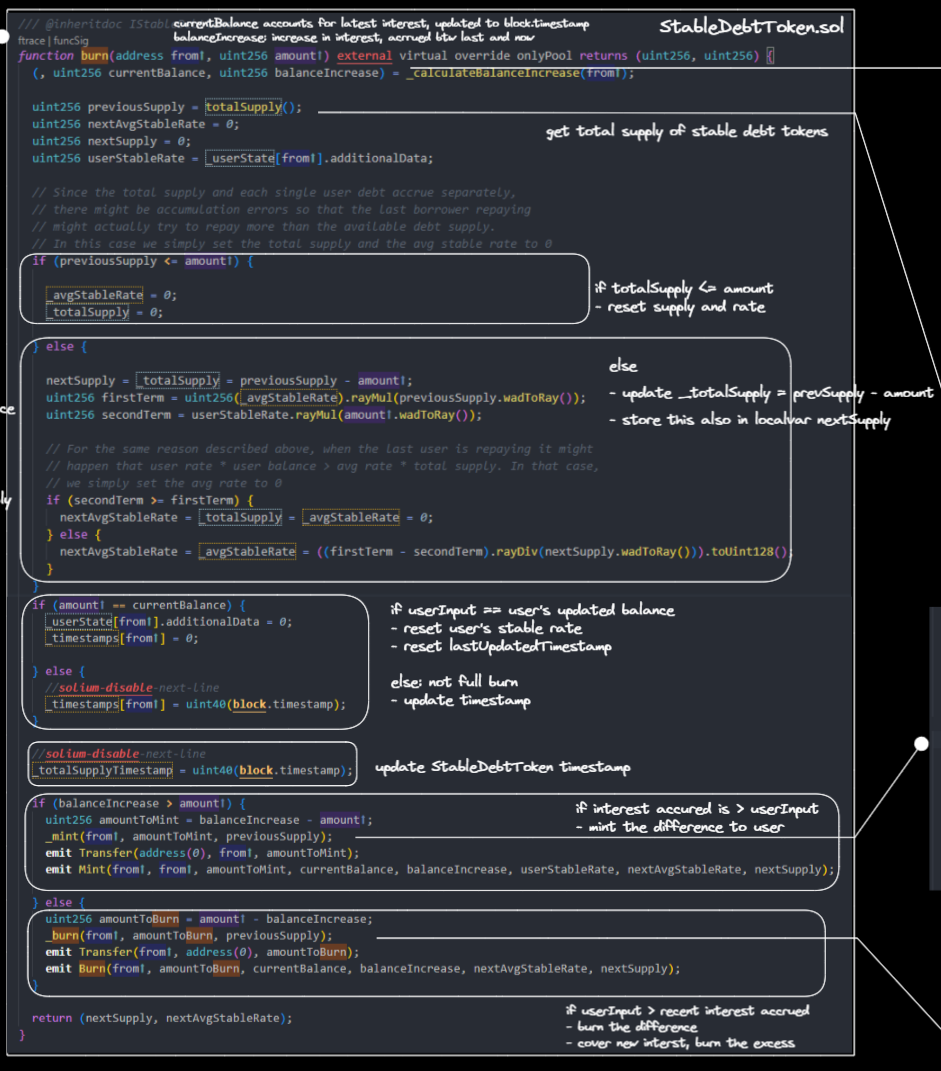 /// @inheritdoc IStable
currentBalance accounts for latest interest, updated to block.timestamp
StableDebtToken.sol
balanceIncrease: increase in interest, accrued btw last and now
ftrace | funcSig
function burn(address from↑, uint256 amount↑) external virtual override onlyPool returns (uint256, uint256) {
(, uint256 currentBalance, uint256 balanceIncrease) = _calculateBalanceIncrease(from↑);
uint256 previousSupply = totalSupply();
uint256 nextAvgStableRate = 0;
get total supply of stable debt tokens
uint256 nextSupply = 0;
uint256 userStableRate = _userState[from↑].additionalData;
// Since the total supply and each single user debt accrue separately,
// there might be accumulation errors so that the last borrower repaying
// might actually try to repay more than the available debt supply.
// In this case we simply set the total supply and the avg stable rate to 0
if (previousSupply <= amount↑) {
_avgStableRate = 0;
_totalSupply = 0;
if totalSupply <= amount
- reset supply and rate
} else {
nextSupply = _totalSupply = previousSupply - amount↑;
uint256 firstTerm = uint256(_avgStableRate).rayMul(previousSupply.wadToRay());
uint256 secondTerm = userStableRate.rayMul(amount↑.wadToRay());
else
- update _totalSupply = prevSupply - amount
- store this also in localvar nextSupply
ce
// For the same reason described above, when the last user is repaying it might
// happen that user rate * user balance > avg rate * total supply. In that case,
// we simply set the avg rate to 0
ly
if (secondTerm >= firstTerm) {
nextAvgStableRate = _totalSupply = _avgStableRate = 0;
} else {
nextAvgStableRate = _avgStableRate = ((firstTerm - secondTerm).rayDiv(nextSupply.wadToRay())).toUint128();
}
}
if (amount↑ == currentBalance) {
_userState[from↑].additionalData = 0;
_timestamps[from↑] = 0;
} else {
//solium-disable-next-line
_timestamps[from↑] = uint40(block.timestamp);
}
if userInput == user's updated balance
- reset user's stable rate
- reset lastUpdatedTimestamp
else: not full burn
- update timestamp
//solium-disable-next-line
_totalSupplyTimestamp = uint40(block.timestamp);
update StableDebtToken timestamp
if (balanceIncrease > amount↑) {
uint256 amountToMint = balanceIncrease - amount↑;
_mint(from↑, amountToMint, previousSupply);
emit Transfer(address(0), from↑, amountToMint);
emit Mint(from↑, from↑, amountToMint, currentBalance, balanceIncrease, userStableRate, nextAvgStableRate, nextSupply);
if interest accured is > userInput
- mint the difference to user
} else {
uint256 amountToBurn = amount↑ - balanceIncrease;
_burn(from↑, amountToBurn, previousSupply);
emit Transfer(from↑, address(0), amountToBurn);
emit Burn(from↑, amountToBurn, currentBalance, balanceIncrease, nextAvgStableRate, nextSupply);
}
if userInput > recent interest accrued
- burn the difference
- cover new interst, burn the excess
return (nextSupply, nextAvgStableRate);
}